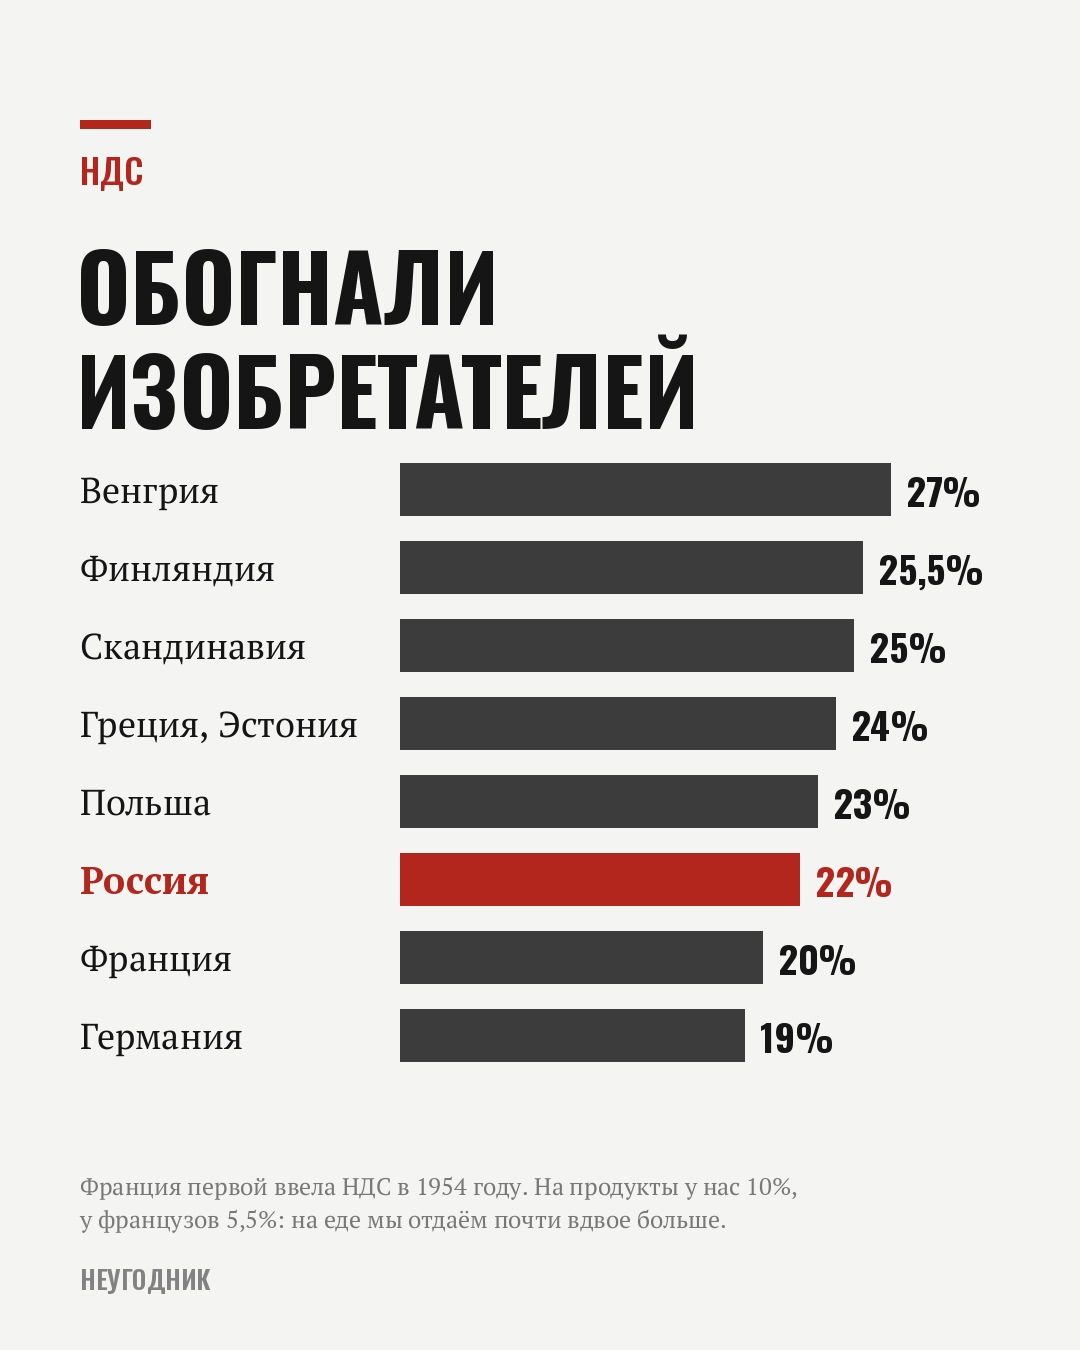 НДС
ОБОГНАЛИ
ИЗОБРЕТАТЕЛЕЙ
Венгрия 27%
Финляндия 25,5%
Скандинавия 25%
Греция, Эстония 24%
Польша 23%
Россия 22%
Франция 20%
Германия 19%
Франция первой ввела НДС в 1954 году. На продукты у нас 10%,
у французов 5,5%: на еде мы отдаём почти вдвое больше.
НЕУГОДНИК